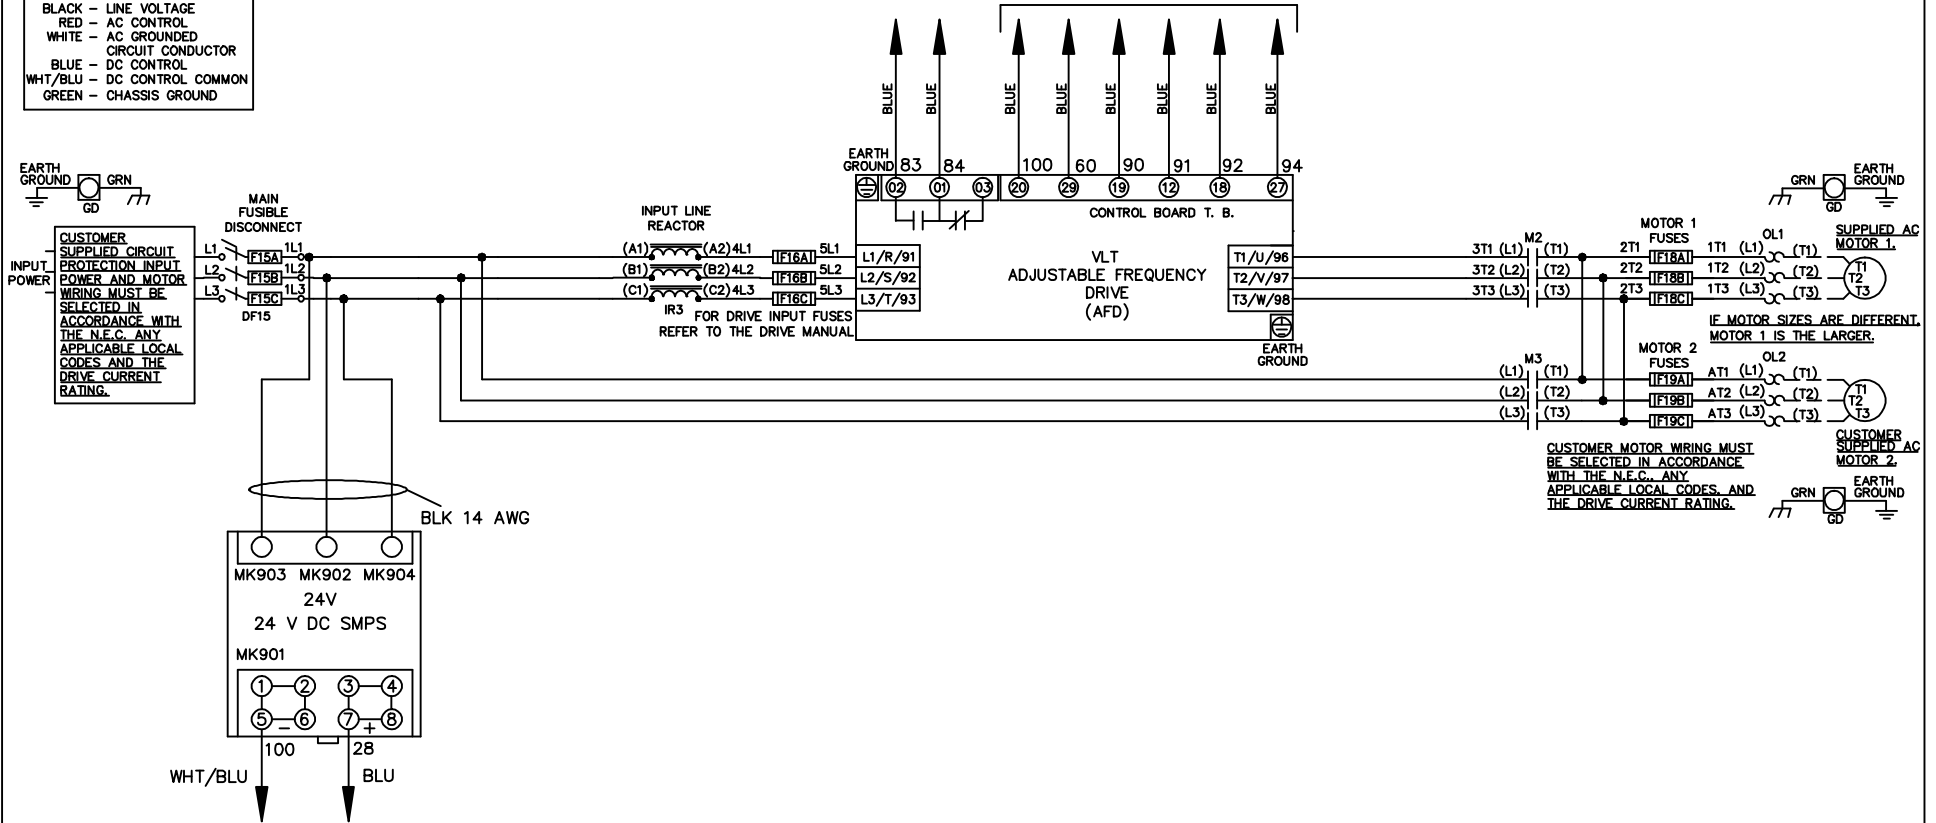 BLACK – LINE VOLTAGE
RED – AC CONTROL
WHITE – AC GROUNDED
CIRCUIT CONDUCTOR
BLUE – DC CONTROL
WHT/BLU – DC CONTROL COMMON
GREEN – CHASSIS GROUND
BLUE
BLUE
BLUE
BLUE
BLUE
BLUE
BLUE
BLUE
EARTH
GROUND
83
84
100
60
90
91
92
94
02
01
03
20
29
19
12
18
27
CONTROL BOARD T. B.
EARTH
GROUND
GRN
GD
MAIN
FUSIBLE
DISCONNECT
INPUT
POWER
CUSTOMER
SUPPLIED CIRCUIT
PROTECTION INPUT
POWER AND MOTOR
WIRING MUST BE
SELECTED IN
ACCORDANCE WITH
THE N.E.C. ANY
APPLICABLE LOCAL
CODES AND THE
DRIVE CURRENT
RATING.
L1 F15A 1L1
L2 F15B 1L2
L3 F15C 1L3
DF15
INPUT LINE
REACTOR
(A1) (A2) 4L1 F16A 5L1
(B1) (B2) 4L2 F16B 5L2
(C1) (C2) 4L3 F16C 5L3
IR3
FOR DRIVE INPUT FUSES
REFER TO THE DRIVE MANUAL
L1/R/91
L2/S/92
L3/T/93
VLT
ADJUSTABLE FREQUENCY
DRIVE
(AFD)
T1/U/96
T2/V/97
T3/W/98
EARTH
GROUND
GRN
GD
EARTH
GROUND
MOTOR 1
FUSES
OL1
SUPPLIED AC
MOTOR 1.
M2
3T1 (L1) (T1) 2T1 F18A 1T1 (L1) (T1) T1
3T2 (L2) (T2) 2T2 F18B 1T2 (L2) (T2) T2
3T3 (L3) (T3) 2T3 F18C 1T3 (L3) (T3) T3
IF MOTOR SIZES ARE DIFFERENT,
MOTOR 1 IS THE LARGER.
MOTOR 2
FUSES
OL2
M3
(L1) (T1) F19A AT1 (L1) (T1) T1
(L2) (T2) F19B AT2 (L2) (T2) T2
(L3) (T3) F19C AT3 (L3) (T3) T3
CUSTOMER
SUPPLIED AC
MOTOR 2.
CUSTOMER MOTOR WIRING MUST
BE SELECTED IN ACCORDANCE
WITH THE N.E.C., ANY
APPLICABLE LOCAL CODES, AND
THE DRIVE CURRENT RATING.
GRN
GD
EARTH
GROUND
BLK 14 AWG
MK903 MK902 MK904
24V
24 V DC SMPS
MK901
1 2 3 4
5 6 7 8
– +
100 28
WHT/BLU BLU